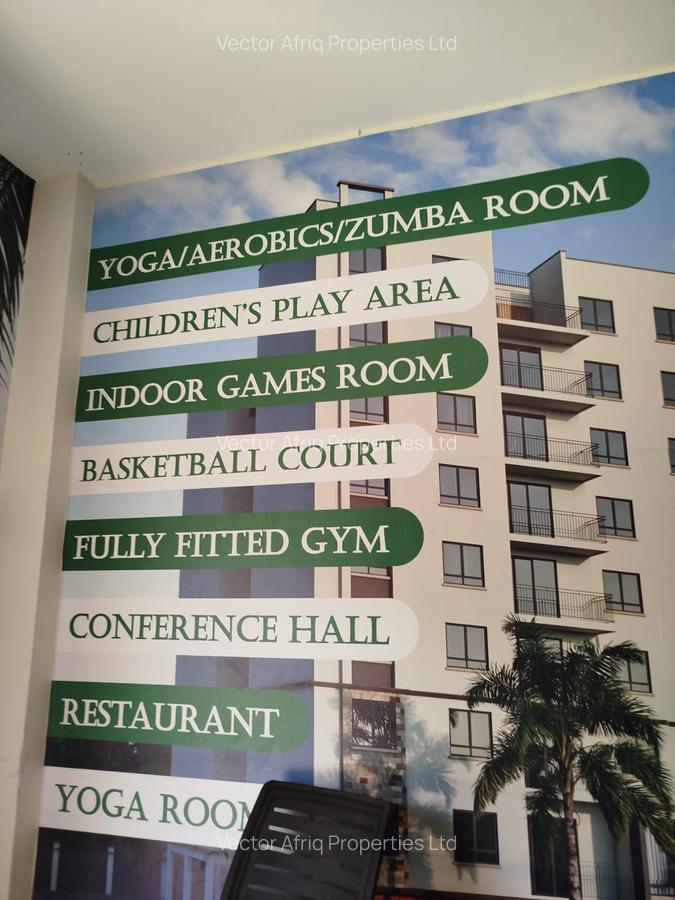 Vector Afriq Properties Ltd
YOGA/AEROBICS/ZUMBA ROOM
CHILDREN'S PLAY AREA
INDOOR GAMES ROOM
Vector Afriq Properties Ltd
BASKETBALL COURT
FULLY FITTED GYM
CONFERENCE HALL
RESTAURANT
YOGA ROOM
Vector Afriq Properties Ltd